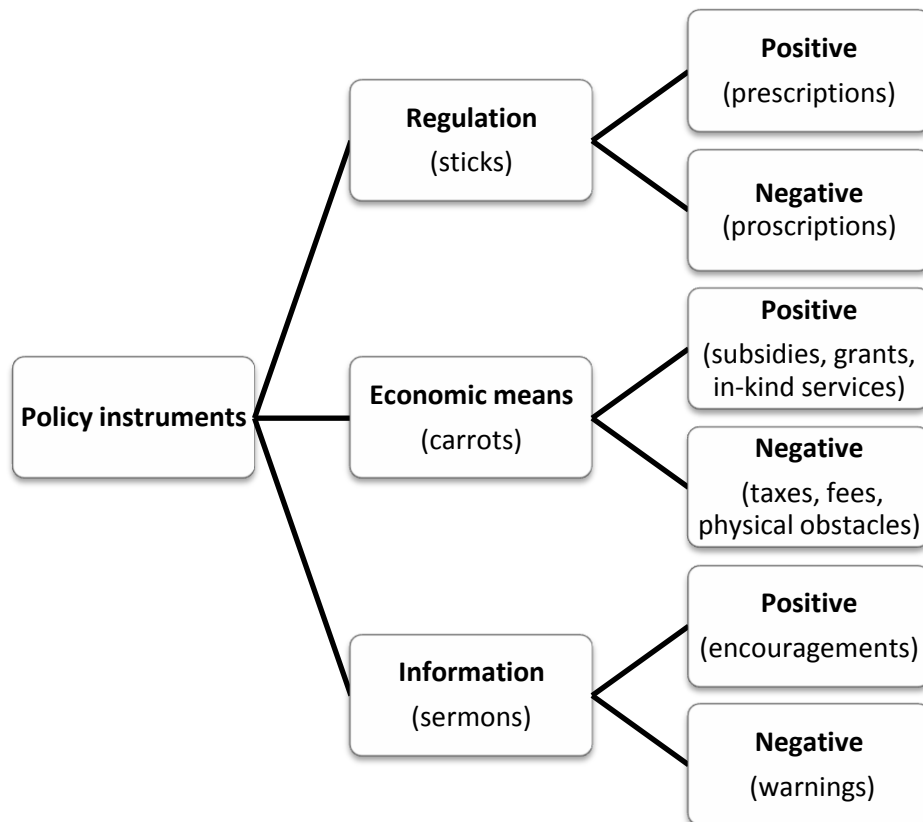 Policy instruments
Regulation
(sticks)
Positive
(prescriptions)
Negative
(proscriptions)
Economic means
(carrots)
Positive
(subsidies, grants,
in-kind services)
Negative
(taxes, fees,
physical obstacles)
Information
(sermons)
Positive
(encouragements)
Negative
(warnings)